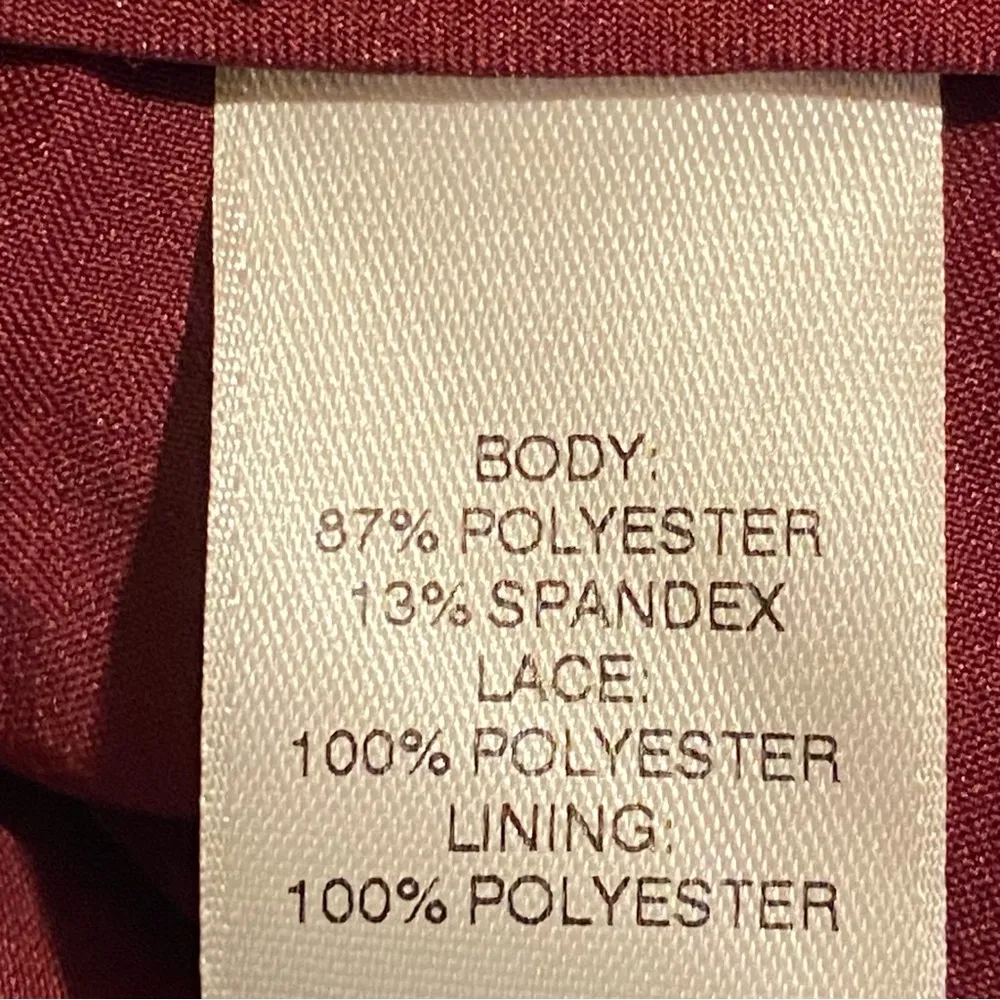 BODY:
87% POLYESTER
13% SPANDEX
LACE:
100% POLYESTER
LINING:
100% POLYESTER